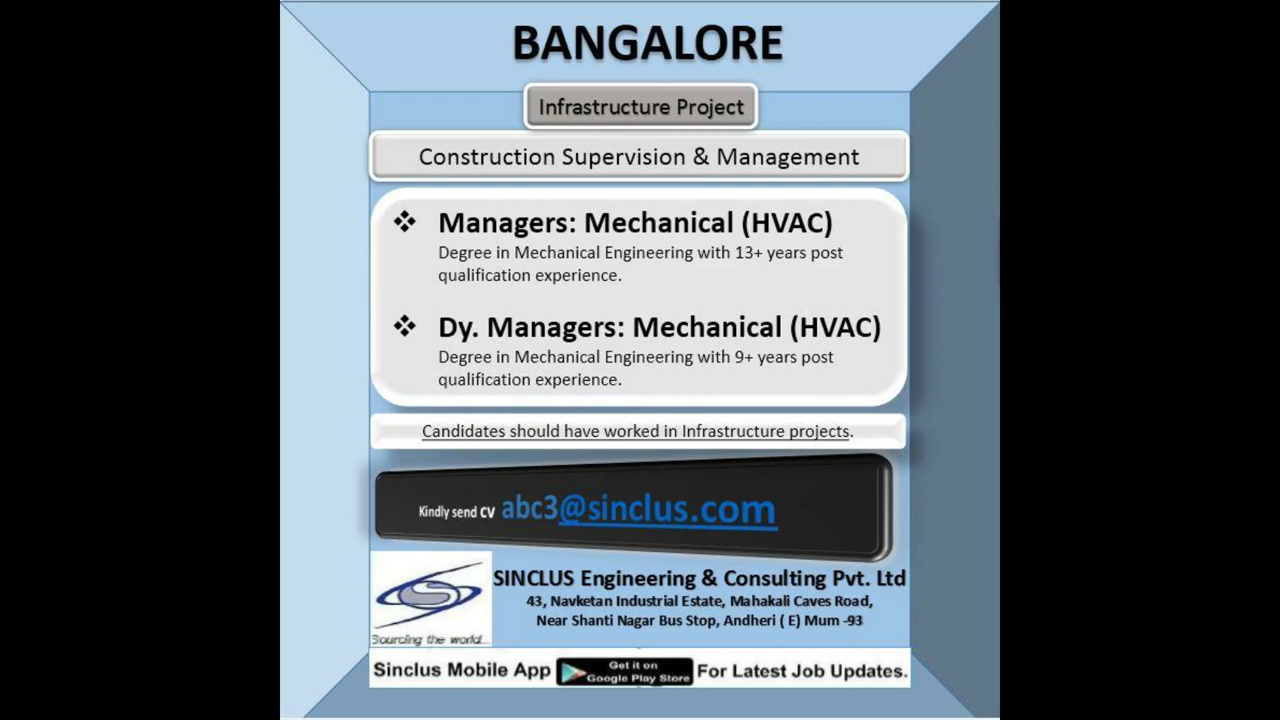 BANGALORE
Infrastructure Project
Construction Supervision & Management
❖ Managers: Mechanical (HVAC)
Degree in Mechanical Engineering with 13+ years post
qualification experience.
❖ Dy. Managers: Mechanical (HVAC)
Degree in Mechanical Engineering with 9+ years post
qualification experience.
Candidates should have worked in Infrastructure projects.
Kindly send CV abc3@sinclus.com
SINCLUS Engineering & Consulting Pvt. Ltd
43, Navketan Industrial Estate, Mahakali Caves Road,
Near Shanti Nagar Bus Stop, Andheri ( E) Mum -93
Sourcing the world...
Sinclus Mobile App Get it on Google Play Store For Latest Job Updates.